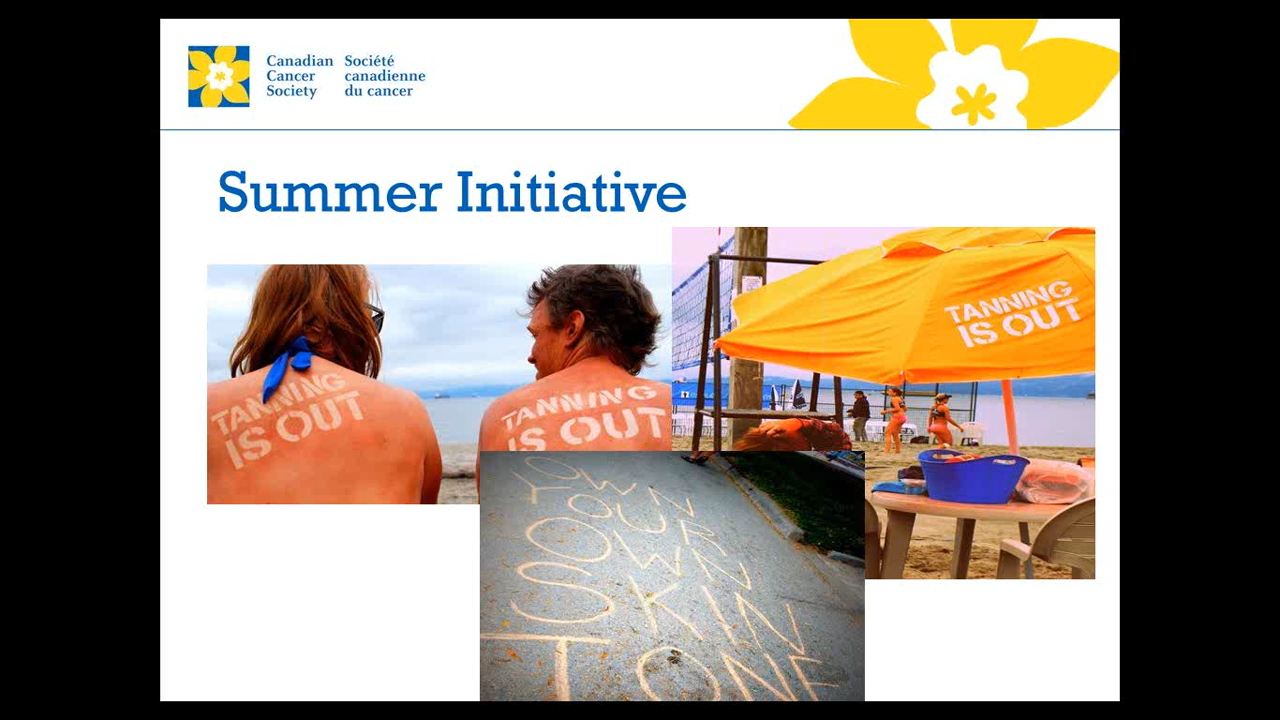 Canadian
Cancer
Society
Société
canadienne
du cancer
Summer Initiative
TANNING
IS OUT
TANNING
IS OUT
TANNING
IS OUT
OWN
YOUR
OWN
SKIN
TONE